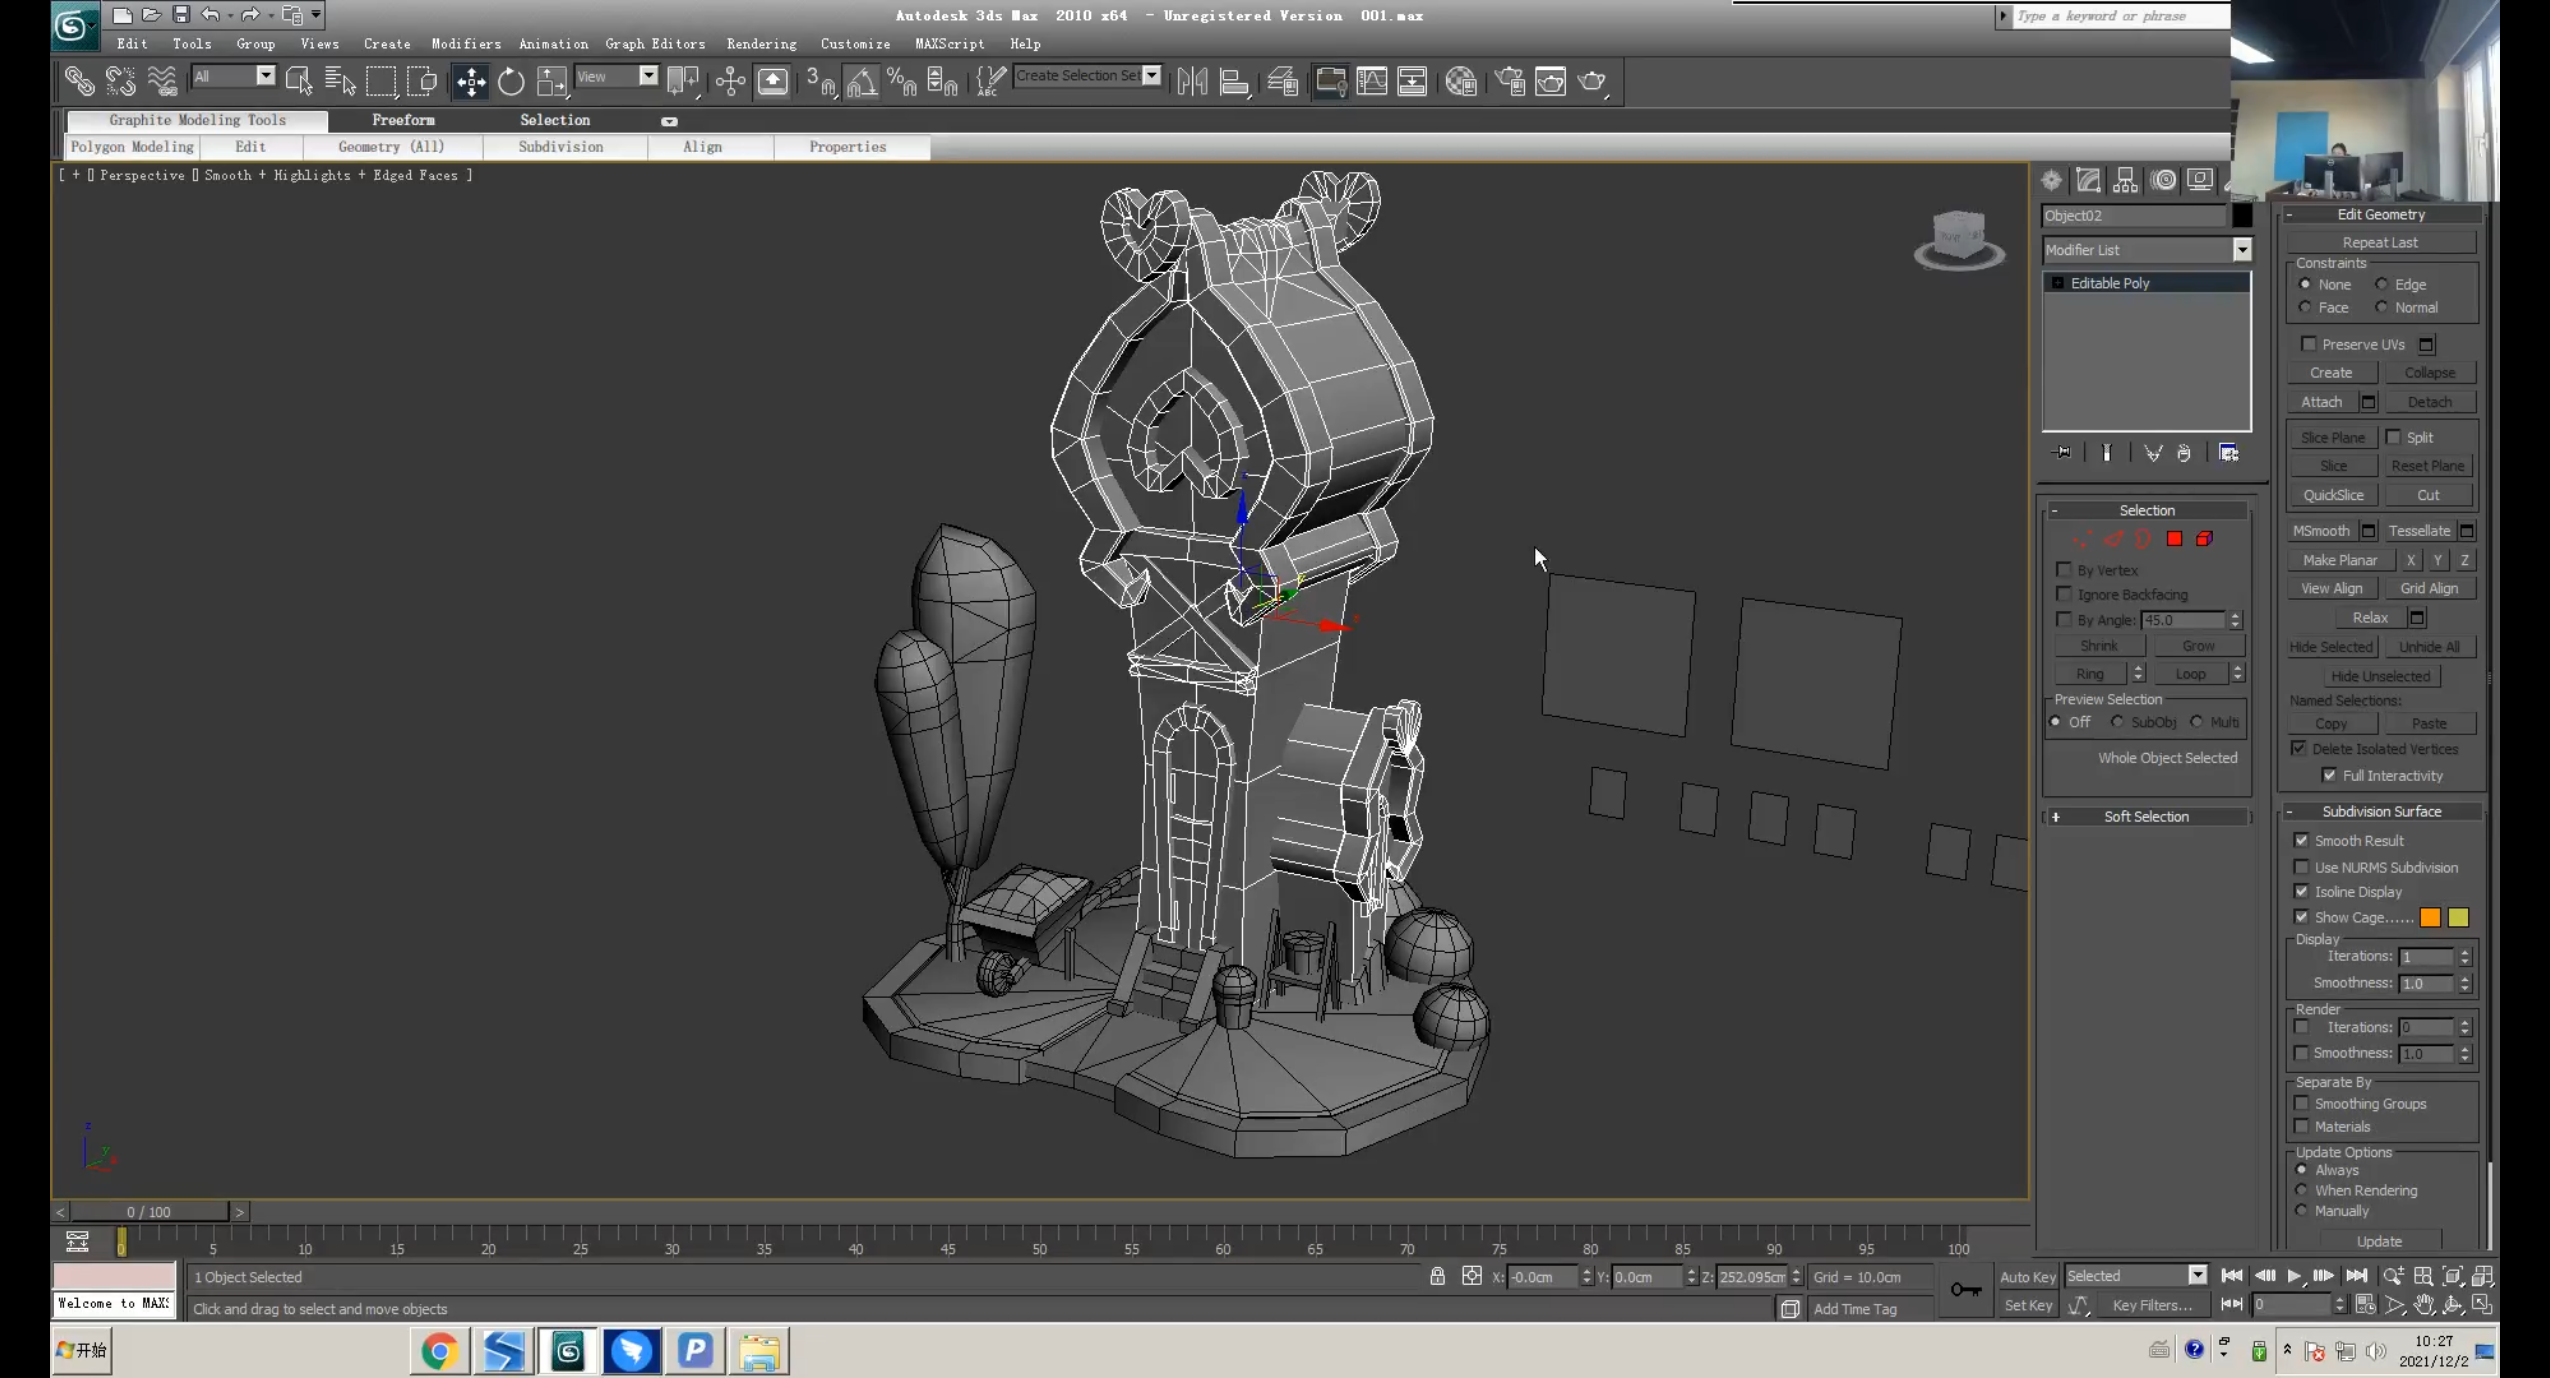 Autodesk 3ds Max 2010 x64 - Unregistered Version 001.max
Type a keyword or phrase
Edit Tools Group Views Create Modifiers Animation Graph Editors Rendering Customize MAXScript Help
All
View
3
ABC
Create Selection Set
Graphite Modeling Tools Freeform Selection
Polygon Modeling Edit Geometry (All) Subdivision Align Properties
[ + [] Perspective [] Smooth + Highlights + Edged Faces ]
Object02
Modifier List
Editable Poly
- Selection
By Vertex
Ignore Backfacing
By Angle: 45.0
Shrink Grow
Ring Loop
Preview Selection
Off SubObj Multi
Whole Object Selected
+ Soft Selection
- Edit Geometry
Repeat Last
Constraints
None Edge
Face Normal
Preserve UVs
Create Collapse
Attach Detach
Slice Plane Split
Slice Reset Plane
QuickSlice Cut
MSmooth Tessellate
Make Planar X Y Z
View Align Grid Align
Relax
Hide Selected Unhide All
Hide Unselected
Named Selections:
Copy Paste
Delete Isolated Vertices
Full Interactivity
- Subdivision Surface
Smooth Result
Use NURMS Subdivision
Isoline Display
Show Cage......
Display
Iterations: 1
Smoothness: 1.0
Render
Iterations: 0
Smoothness: 1.0
Separate By
Smoothing Groups
Materials
Update Options
Always
When Rendering
Manually
Update
z
y
x
< 0 / 100 >
0 5 10 15 20 25 30 35 40 45 50 55 60 65 70 75 80 85 90 95 100
1 Object Selected
X: -0.0cm Y: 0.0cm Z: 252.095cm Grid = 10.0cm
Auto Key Selected
Welcome to MAXS
Click and drag to select and move objects
Add Time Tag
Set Key Key Filters... 0
开始
10:27
2021/12/2